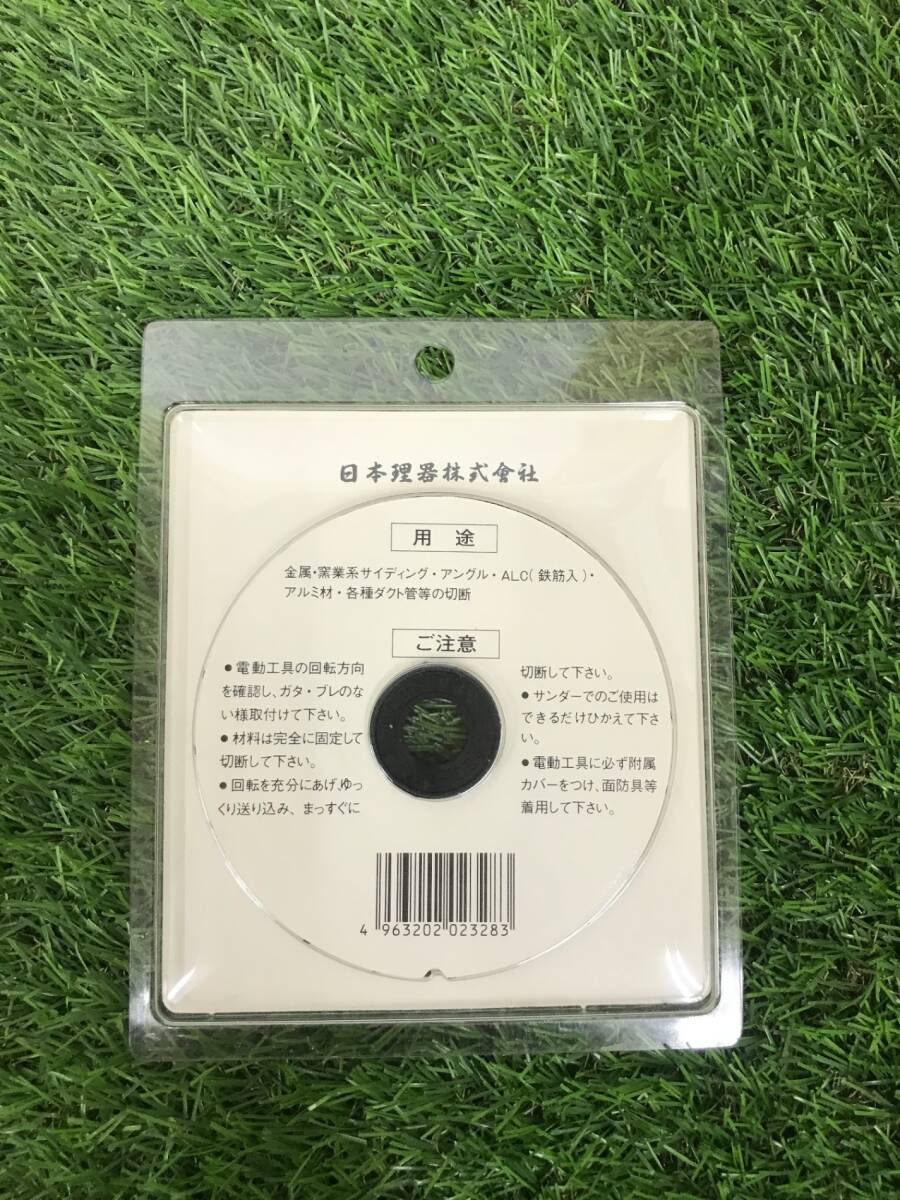 日本理器株式會社
用途
金属・窯業系サイディング・アングル・ALC(鉄筋入)・
アルミ材・各種ダクト管等の切断
ご注意
●電動工具の回転方向
を確認し、ガタ・ブレのな
い様取付けて下さい。
●材料は完全に固定して
切断して下さい。
●回転を充分にあげ、ゆっ
くり送り込み、まっすぐに
切断して下さい。
●サンダーでのご使用は
できるだけひかえて下さ
い。
●電動工具に必ず附属
カバーをつけ、面防具等
着用して下さい。
4 963202 023283